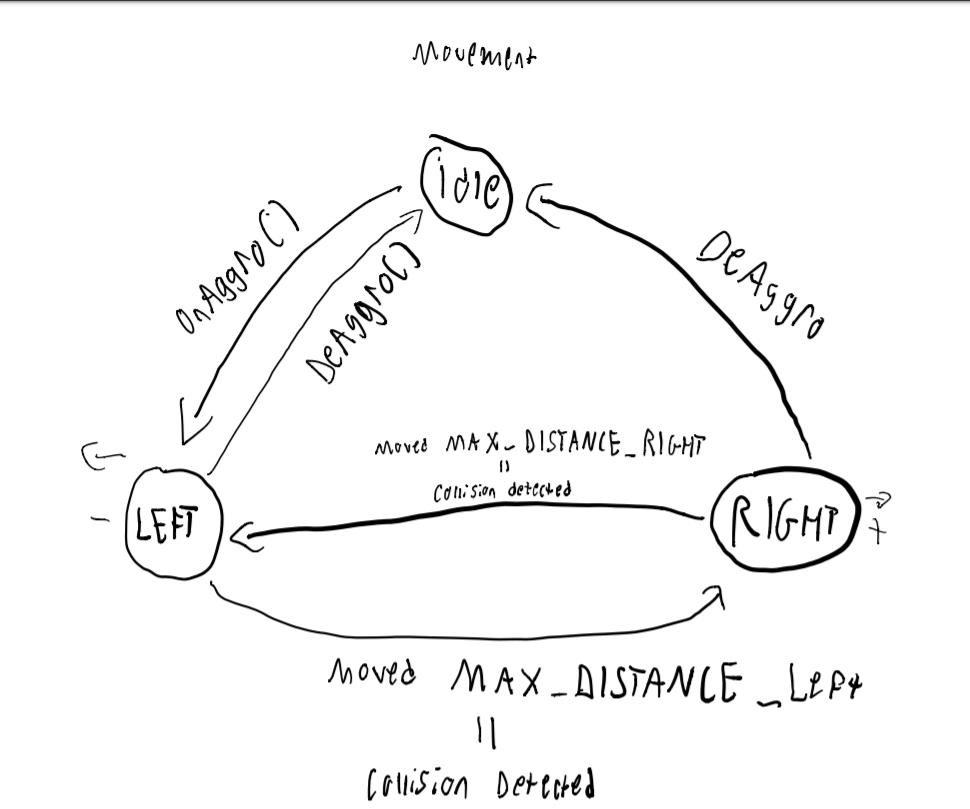 Movement
idle
OnAggro()
DeAggro()
DeAggro
Moved MAX_DISTANCE_RIGHT
||
Collision detected
←
-
LEFT
RIGHT
→
+
Moved MAX_DISTANCE_Left
||
Collision Detected